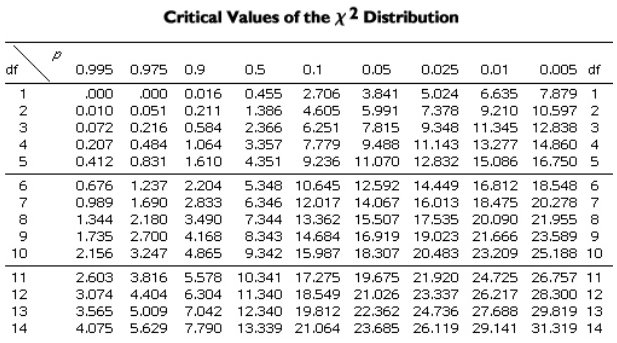 Critical Values of the χ² Distribution
p
df 0.995 0.975 0.9 0.5 0.1 0.05 0.025 0.01 0.005 df
1 .000 .000 0.016 0.455 2.706 3.841 5.024 6.635 7.879 1
2 0.010 0.051 0.211 1.386 4.605 5.991 7.378 9.210 10.597 2
3 0.072 0.216 0.584 2.366 6.251 7.815 9.348 11.345 12.838 3
4 0.207 0.484 1.064 3.357 7.779 9.488 11.143 13.277 14.860 4
5 0.412 0.831 1.610 4.351 9.236 11.070 12.832 15.086 16.750 5
6 0.676 1.237 2.204 5.348 10.645 12.592 14.449 16.812 18.548 6
7 0.989 1.690 2.833 6.346 12.017 14.067 16.013 18.475 20.278 7
8 1.344 2.180 3.490 7.344 13.362 15.507 17.535 20.090 21.955 8
9 1.735 2.700 4.168 8.343 14.684 16.919 19.023 21.666 23.589 9
10 2.156 3.247 4.865 9.342 15.987 18.307 20.483 23.209 25.188 10
11 2.603 3.816 5.578 10.341 17.275 19.675 21.920 24.725 26.757 11
12 3.074 4.404 6.304 11.340 18.549 21.026 23.337 26.217 28.300 12
13 3.565 5.009 7.042 12.340 19.812 22.362 24.736 27.688 29.819 13
14 4.075 5.629 7.790 13.339 21.064 23.685 26.119 29.141 31.319 14